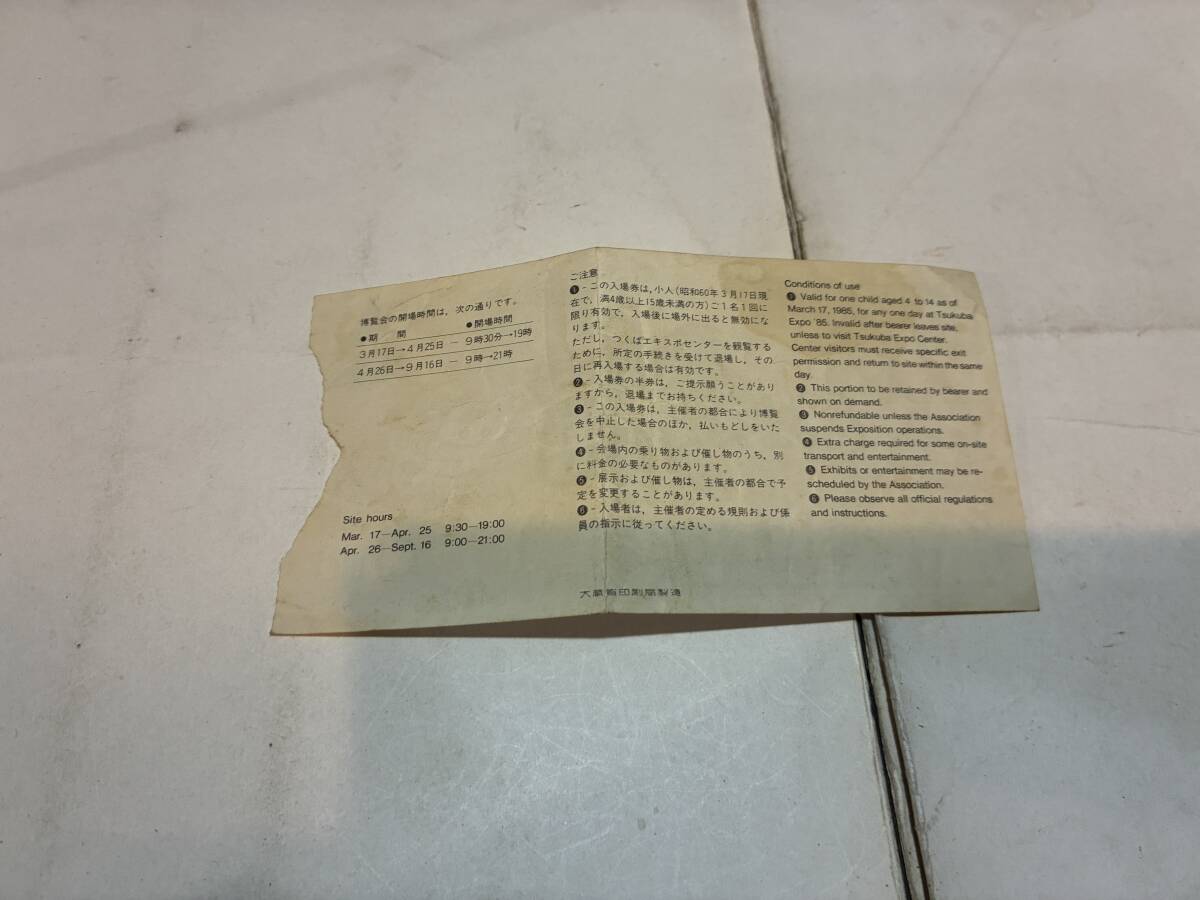 博覧会の開場時間は，次の通りです。
●期　間　●開場時間
3月17日→4月25日 — 9時30分→19時
4月26日→9月16日 — 9時→21時
Site hours
Mar. 17—Apr. 25 9:30—19:00
Apr. 26—Sept. 16 9:00—21:00
ご注意
❶-この入場券は，小人（昭和60年3月17日現
在で，満4歳以上15歳未満の方）ご1名1回に
限り有効で，入場後に場外に出ると無効にな
ります。
ただし，つくばエキスポセンターを観覧する
ために，所定の手続きを受けて退場し，その
日に再入場する場合は有効です。
❷-入場券の半券は，ご提示願うことがあり
ますから，退場までお持ちください。
❸-この入場券は，主催者の都合により博覧
会を中止した場合のほか，払いもどしをいた
しません。
❹-会場内の乗り物および催し物のうち，別
に料金の必要なものがあります。
❺-展示および催し物は，主催者の都合で予
定を変更することがあります。
❻-入場者は，主催者の定める規則および係
員の指示に従ってください。
大蔵省印刷局製造
Conditions of use
❶ Valid for one child aged 4 to 14 as of
March 17, 1985, for any one day at Tsukuba
Expo '85. Invalid after bearer leaves site,
unless to visit Tsukuba Expo Center.
Center visitors must receive specific exit
permission and return to site within the same
day.
❷ This portion to be retained by bearer and
shown on demand.
❸ Nonrefundable unless the Association
suspends Exposition operations.
❹ Extra charge required for some on-site
transport and entertainment.
❺ Exhibits or entertainment may be re-
scheduled by the Association.
❻ Please observe all official regulations
and instructions.